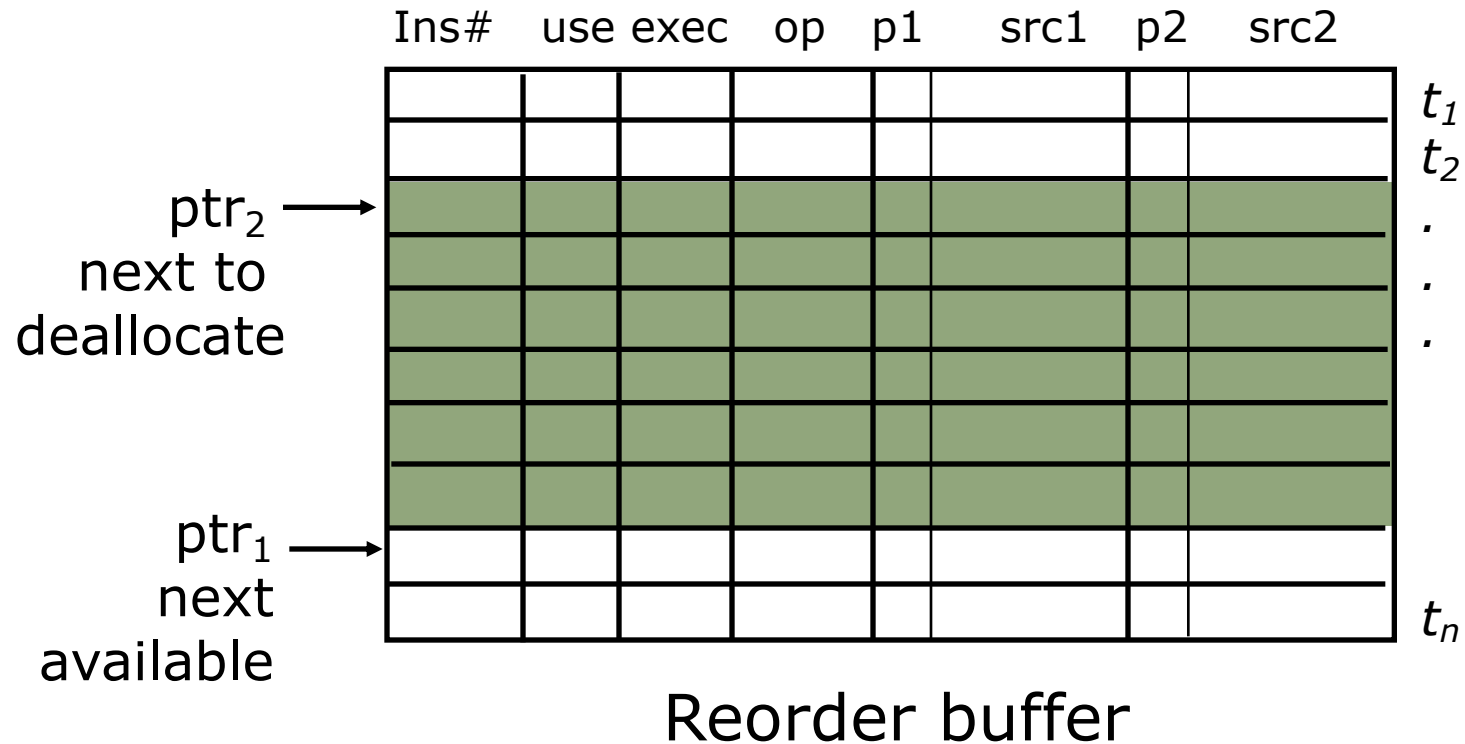 Ins# use exec op p1 src1 p2 src2
t₁
t₂
ptr₂
next to
deallocate
.
.
.
ptr₁
next
available
tₙ
Reorder buffer